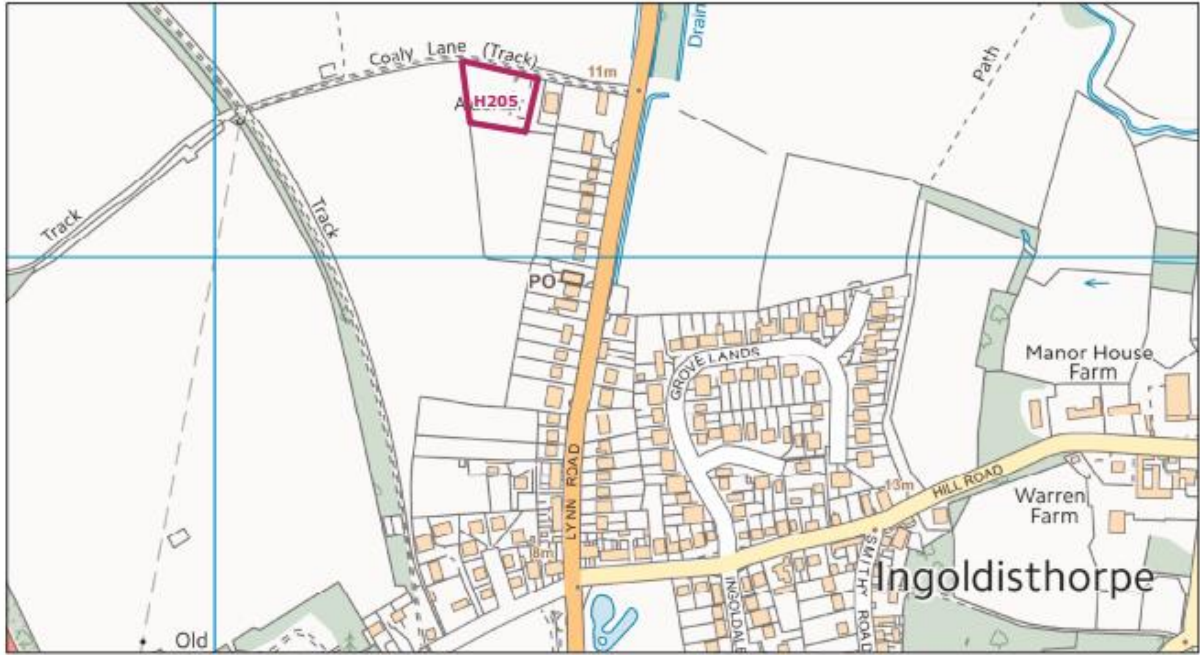 Drain
Coaly Lane (Track)
11m
Path
H205
Track
Track
PO
GROVE LANDS
Manor House
Farm
LYNN ROAD
HILL ROAD
13m
Warren
Farm
8m
SMITHY ROAD
Ingoldisthorpe
INGOLDALE
Old